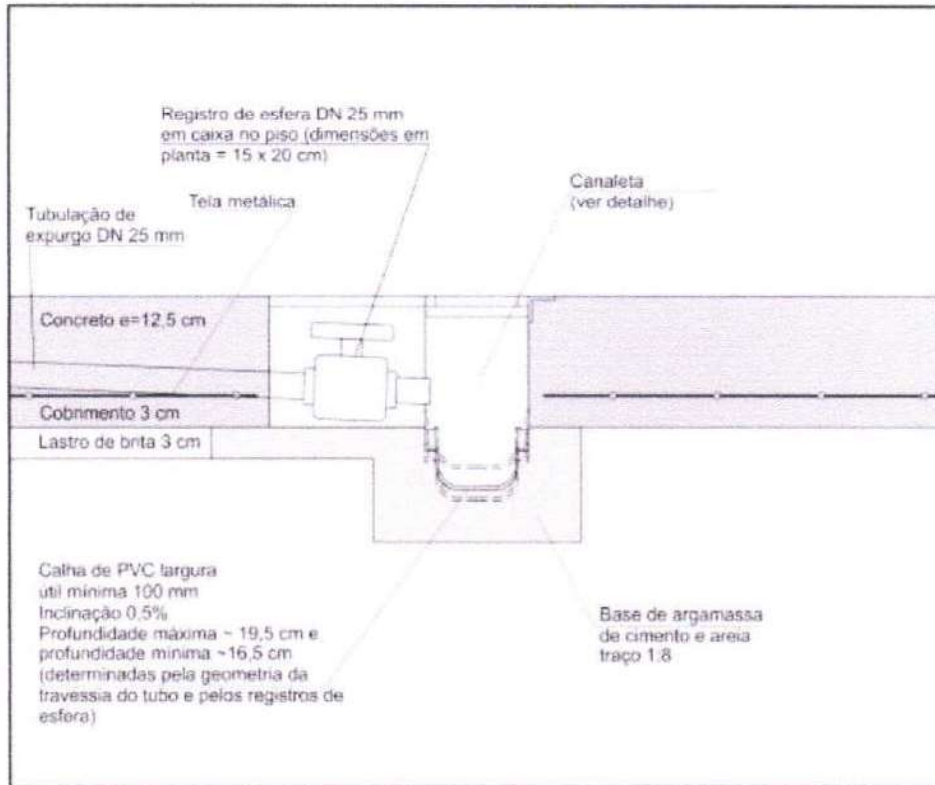 Registro de esfera DN 25 mm
em caixa no piso (dimensões em
planta = 15 x 20 cm)
Canaleta
(ver detalhe)
Tela metálica
Tubulação de
expurgo DN 25 mm
Concreto e=12,5 cm
Cobrimento 3 cm
Lastro de brita 3 cm
Calha de PVC largura
útil mínima 100 mm
Inclinação 0,5%
Profundidade máxima ~ 19,5 cm e
profundidade mínima ~16,5 cm
(determinadas pela geometria da
travessia do tubo e pelos registros de
esfera)
Base de argamassa
de cimento e areia
traço 1:8